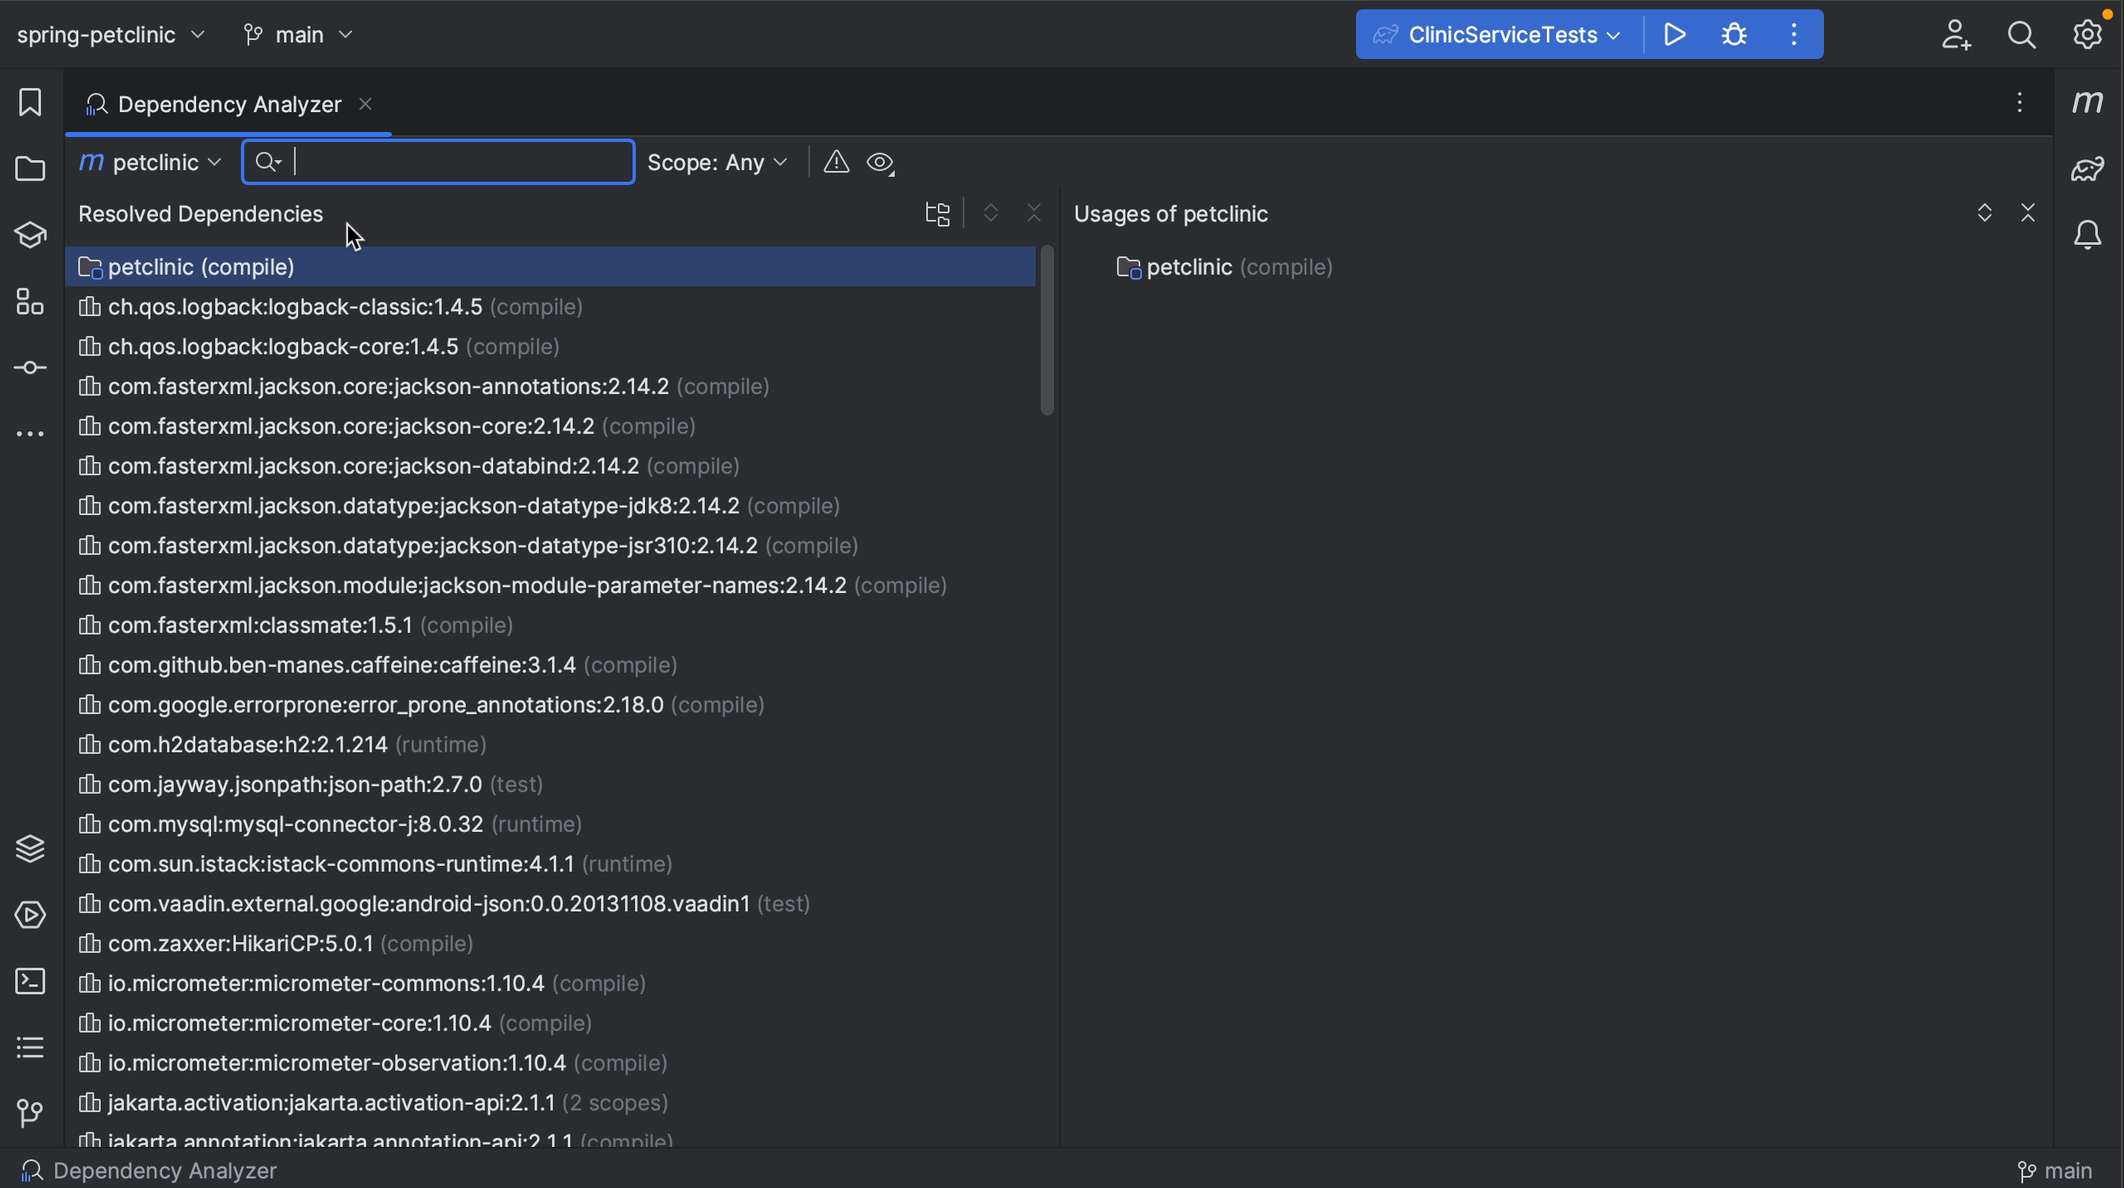 spring-petclinic main ClinicServiceTests
Dependency Analyzer
m petclinic Scope: Any m
Resolved Dependencies
Usages of petclinic
petclinic (compile)
petclinic (compile)
ch.qos.logback:logback-classic:1.4.5 (compile)
ch.qos.logback:logback-core:1.4.5 (compile)
com.fasterxml.jackson.core:jackson-annotations:2.14.2 (compile)
com.fasterxml.jackson.core:jackson-core:2.14.2 (compile)
com.fasterxml.jackson.core:jackson-databind:2.14.2 (compile)
com.fasterxml.jackson.datatype:jackson-datatype-jdk8:2.14.2 (compile)
com.fasterxml.jackson.datatype:jackson-datatype-jsr310:2.14.2 (compile)
com.fasterxml.jackson.module:jackson-module-parameter-names:2.14.2 (compile)
com.fasterxml:classmate:1.5.1 (compile)
com.github.ben-manes.caffeine:caffeine:3.1.4 (compile)
com.google.errorprone:error_prone_annotations:2.18.0 (compile)
com.h2database:h2:2.1.214 (runtime)
com.jayway.jsonpath:json-path:2.7.0 (test)
com.mysql:mysql-connector-j:8.0.32 (runtime)
com.sun.istack:istack-commons-runtime:4.1.1 (runtime)
com.vaadin.external.google:android-json:0.0.20131108.vaadin1 (test)
com.zaxxer:HikariCP:5.0.1 (compile)
io.micrometer:micrometer-commons:1.10.4 (compile)
io.micrometer:micrometer-core:1.10.4 (compile)
io.micrometer:micrometer-observation:1.10.4 (compile)
jakarta.activation:jakarta.activation-api:2.1.1 (2 scopes)
jakarta.annotation:jakarta.annotation-api:2.1.1 (compile)
Dependency Analyzer main